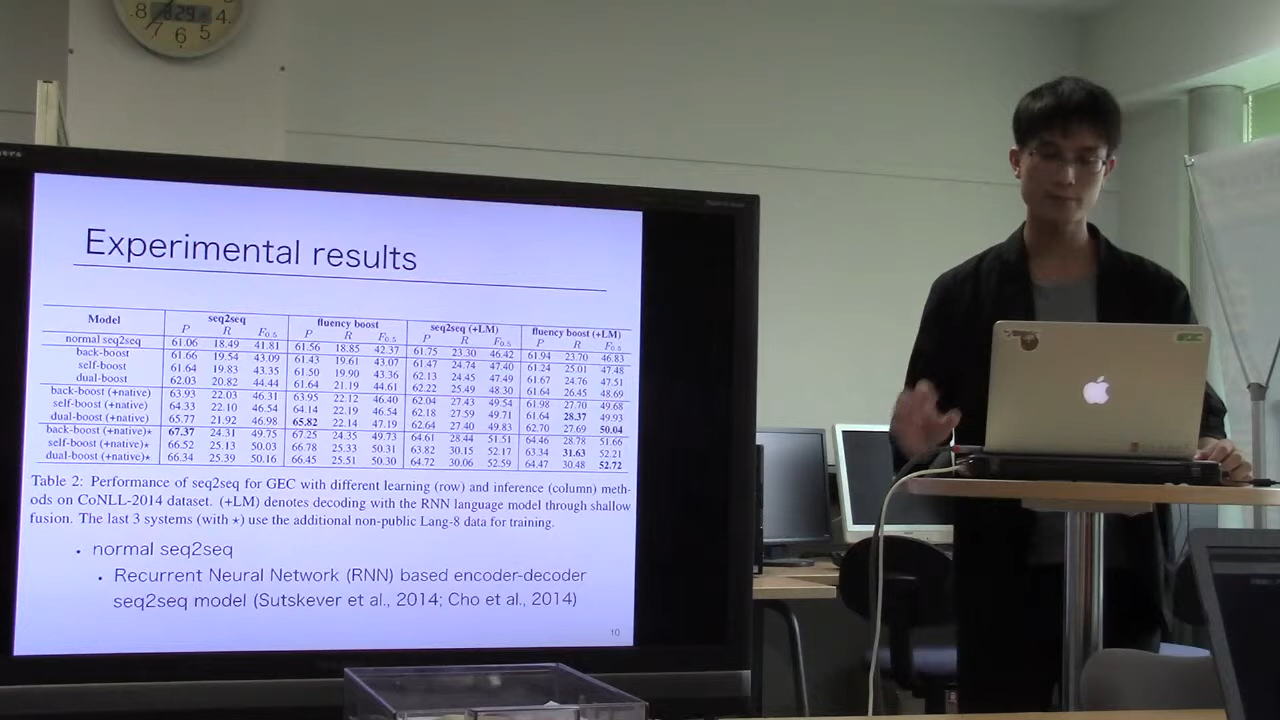 8 7 6 5 4
829
Experimental results
Model seq2seq fluency boost seq2seq (+LM) fluency boost (+LM)
P R F0.5 P R F0.5 P R F0.5 P R F0.5
normal seq2seq 61.06 18.49 41.81 61.56 18.85 42.37 61.75 23.30 46.42 61.94 23.70 46.83
back-boost 61.66 19.54 43.09 61.43 19.61 43.07 61.47 24.74 47.40 61.24 25.01 47.48
self-boost 61.64 19.83 43.35 61.50 19.90 43.36 62.13 24.45 47.49 61.67 24.76 47.51
dual-boost 62.03 20.82 44.44 61.64 21.19 44.61 62.22 25.49 48.30 61.64 26.45 48.69
back-boost (+native) 63.93 22.03 46.31 63.95 22.12 46.40 62.04 27.43 49.54 61.98 27.70 49.68
self-boost (+native) 64.33 22.10 46.54 64.14 22.19 46.54 62.18 27.59 49.71 61.64 28.37 49.93
dual-boost (+native) 65.77 21.92 46.98 65.82 22.14 47.19 62.64 27.40 49.83 62.70 27.69 50.04
back-boost (+native)⋆ 67.37 24.31 49.75 67.25 24.35 49.73 64.61 28.44 51.51 64.46 28.78 51.66
self-boost (+native)⋆ 66.52 25.13 50.03 66.78 25.33 50.31 63.82 30.15 52.17 63.34 31.63 52.21
dual-boost (+native)⋆ 66.34 25.39 50.16 66.45 25.51 50.30 64.72 30.06 52.59 64.47 30.48 52.72
Table 2: Performance of seq2seq for GEC with different learning (row) and inference (column) meth-
ods on CoNLL-2014 dataset. (+LM) denotes decoding with the RNN language model through shallow
fusion. The last 3 systems (with ⋆) use the additional non-public Lang-8 data for training.
• normal seq2seq
• Recurrent Neural Network (RNN) based encoder-decoder
seq2seq model (Sutskever et al., 2014; Cho et al., 2014)
10